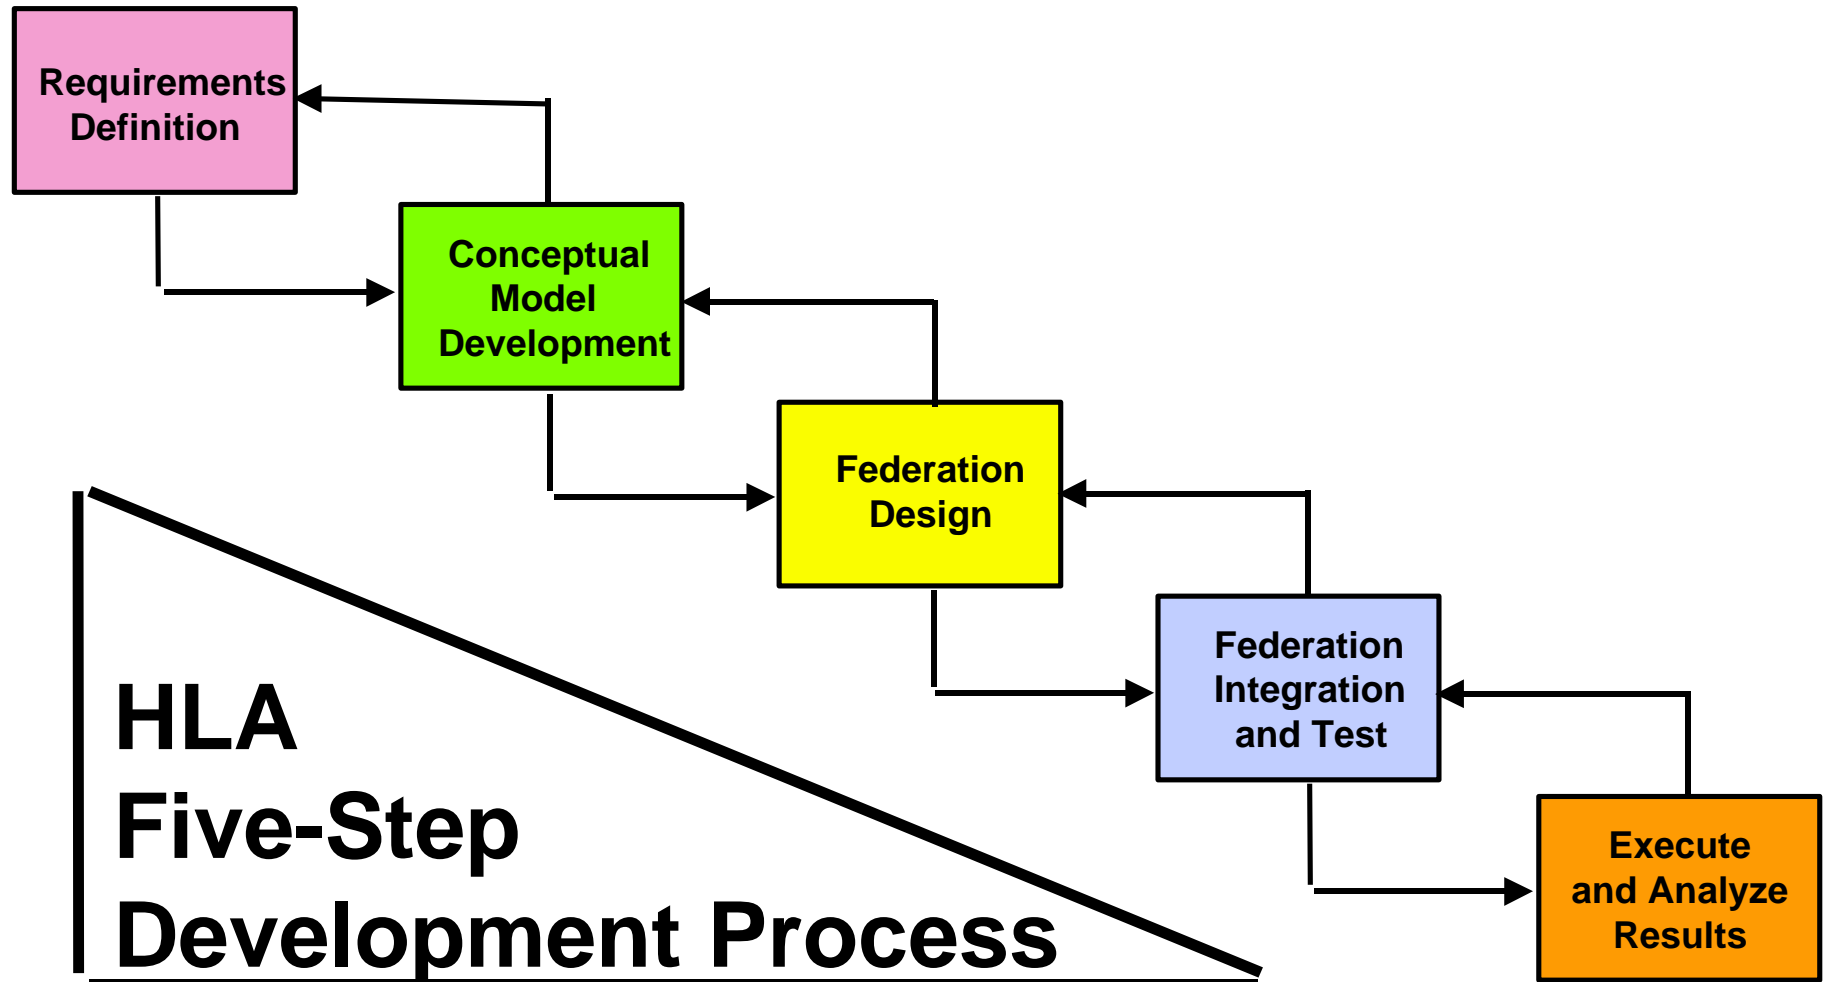 Requirements
Definition
Conceptual
Model
Development
Federation
Design
Federation
Integration
and Test
Execute
and Analyze
Results
HLA
Five-Step
Development Process